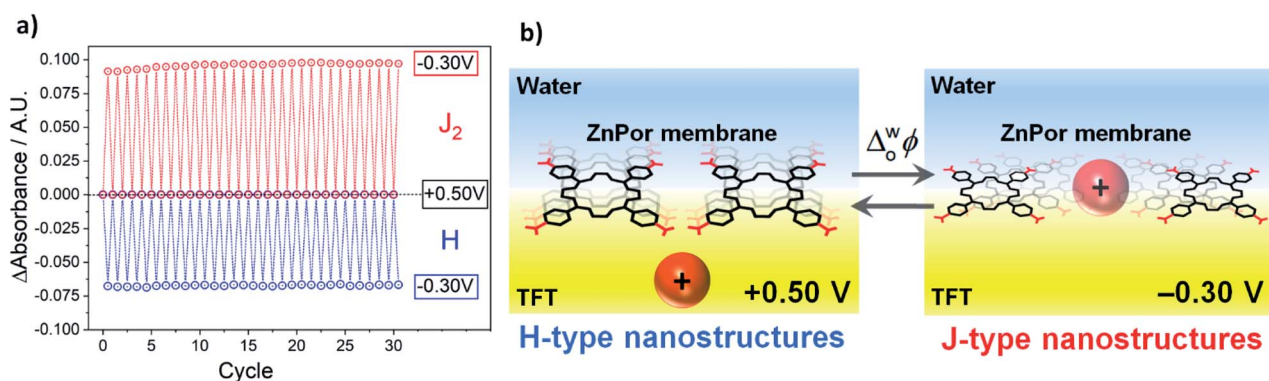 a)
0.100
0.075
0.050
0.025
0.000
-0.025
-0.050
-0.075
-0.100
ΔAbsorbance / A.U.
0 5 10 15 20 25 30
Cycle
-0.30V
J₂
+0.50V
H
-0.30V
b)
Water
ZnPor membrane
+
TFT
+0.50 V
H-type nanostructures
Δₒʷϕ
Water
ZnPor membrane
+
TFT
–0.30 V
J-type nanostructures